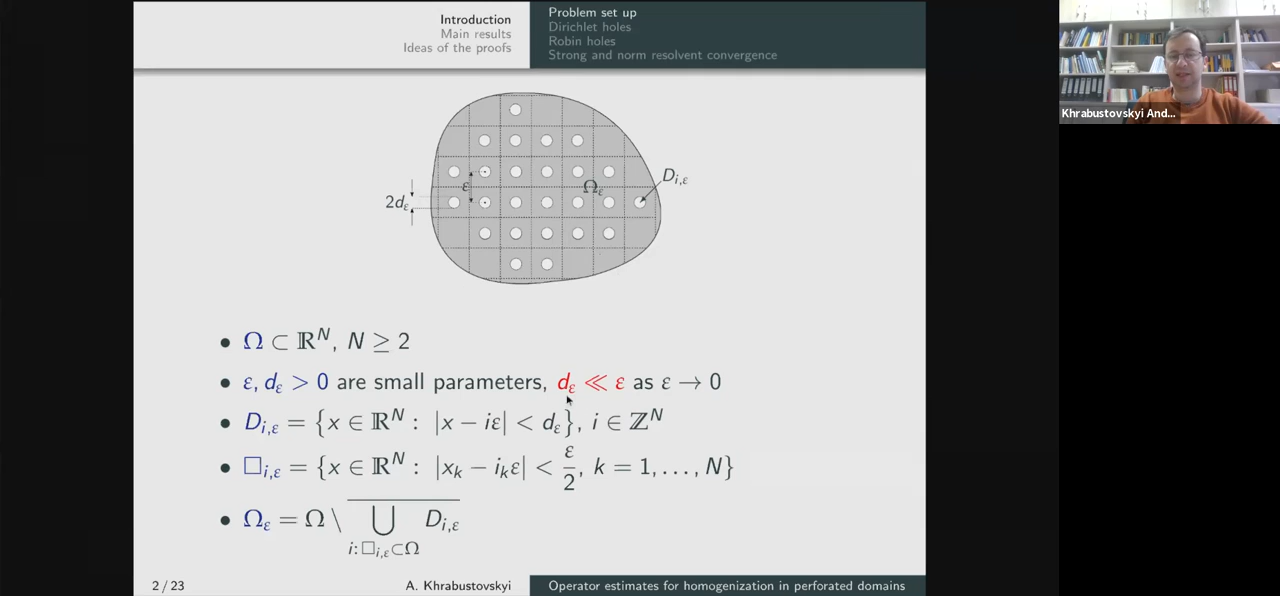 Introduction
Main results
Ideas of the proofs
Problem set up
Dirichlet holes
Robin holes
Strong and norm resolvent convergence
Khrabustovskyi And...
D_{i,ε}
ε
Ω_ε
2d_ε
• Ω ⊂ ℝ^N, N ≥ 2
• ε, d_ε > 0 are small parameters, d_ε ≪ ε as ε → 0
• D_{i,ε} = {x ∈ ℝ^N : |x − iε| < d_ε}, i ∈ ℤ^N
• □_{i,ε} = {x ∈ ℝ^N : |x_k − i_kε| < ε/2, k = 1, . . . , N}
• Ω_ε = Ω \ \overline{⋃_{i: □_{i,ε}⊂Ω} D_{i,ε}}
2 / 23
A. Khrabustovskyi
Operator estimates for homogenization in perforated domains